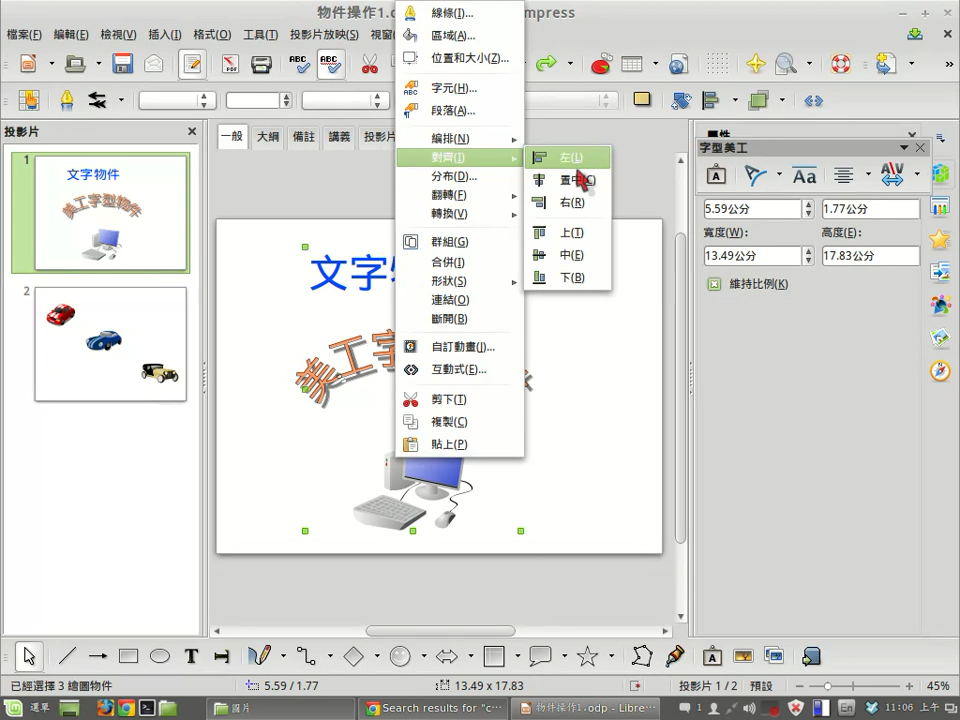 物件操作1.
mpress
檔案(F) 編輯(E) 檢視(V) 插入(I) 格式(O) 工具(T) 投影片放映(S) 視窗
投影片
一般 大綱 備註 講義 投影片
1
文字物件
美工字型物件
2
文字物
美工字
線條(I)...
區域(A)...
位置和大小(Z)...
字元(H)...
段落(A)...
編排(N)
對齊(I)
分布(D)...
翻轉(F)
轉換(V)
群組(G)
合併(I)
形狀(S)
連結(O)
斷開(B)
自訂動畫(J)...
互動式(E)...
剪下(T)
複製(C)
貼上(P)
左(L)
置中(C)
右(R)
上(T)
中(E)
下(B)
字型美工
5.59公分 1.77公分
寬度(W): 高度(E):
13.49公分 17.83公分
維持比例(K)
已經選擇 3 繪圖物件 5.59 / 1.77 13.49 x 17.83 投影片 1 / 2 預設 45%
選單 圖片 Search results for "c... 物件操作1.odp - Libre... 1 En 11:06 上午